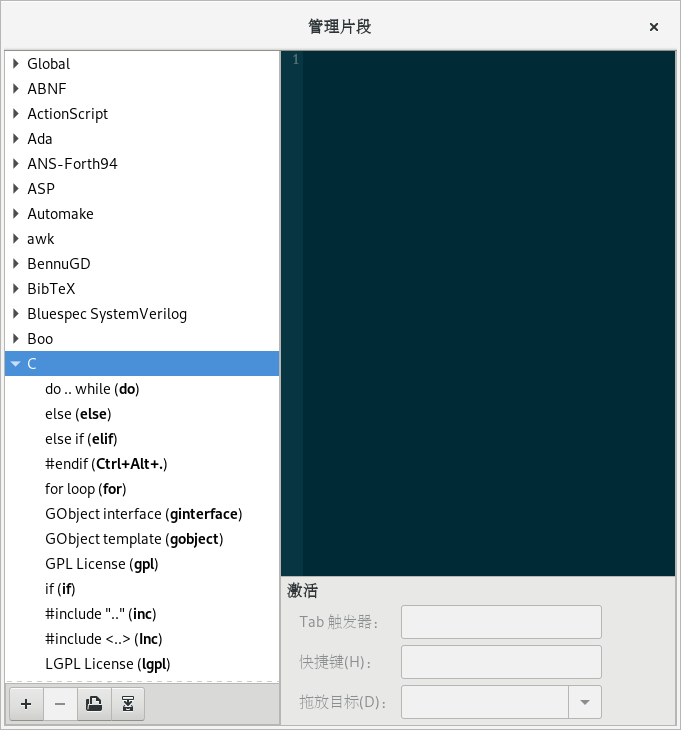 管理片段
Global
ABNF
ActionScript
Ada
ANS-Forth94
ASP
Automake
awk
BennuGD
BibTeX
Bluespec SystemVerilog
Boo
C
do .. while (do)
else (else)
else if (elif)
#endif (Ctrl+Alt+.)
for loop (for)
GObject interface (ginterface)
GObject template (gobject)
GPL License (gpl)
if (if)
#include ".." (inc)
#include <..> (Inc)
LGPL License (lgpl)
1
激活
Tab 触发器：
快捷键(H)：
拖放目标(D)：